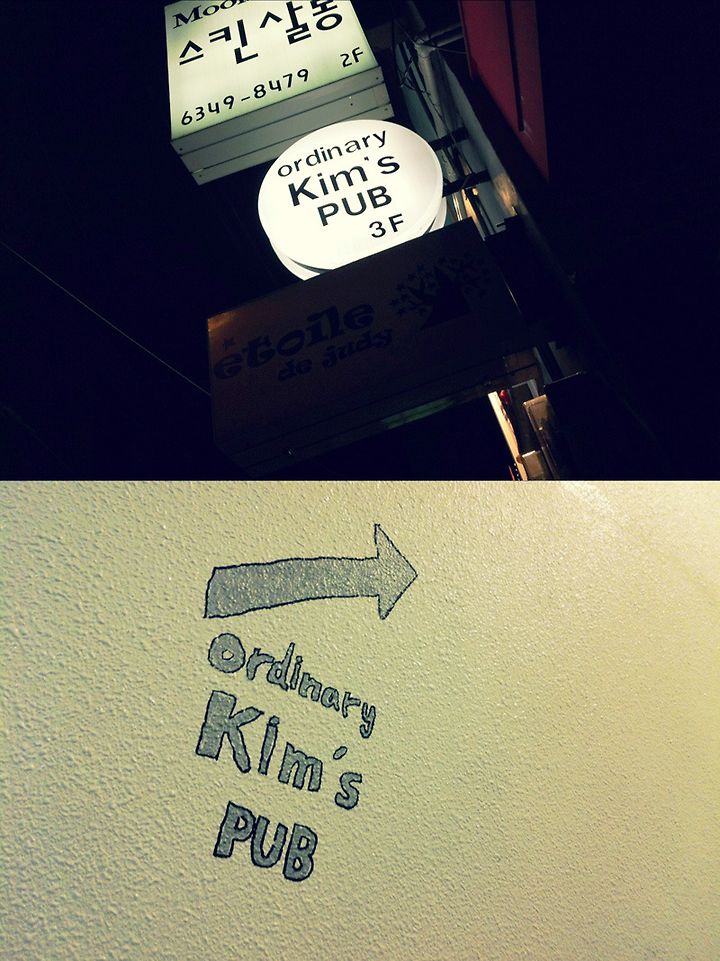 스킨살롱
2F
6349-8479
ordinary
Kim's
PUB
3F
etoile
de judy
ordinary
Kim's
PUB